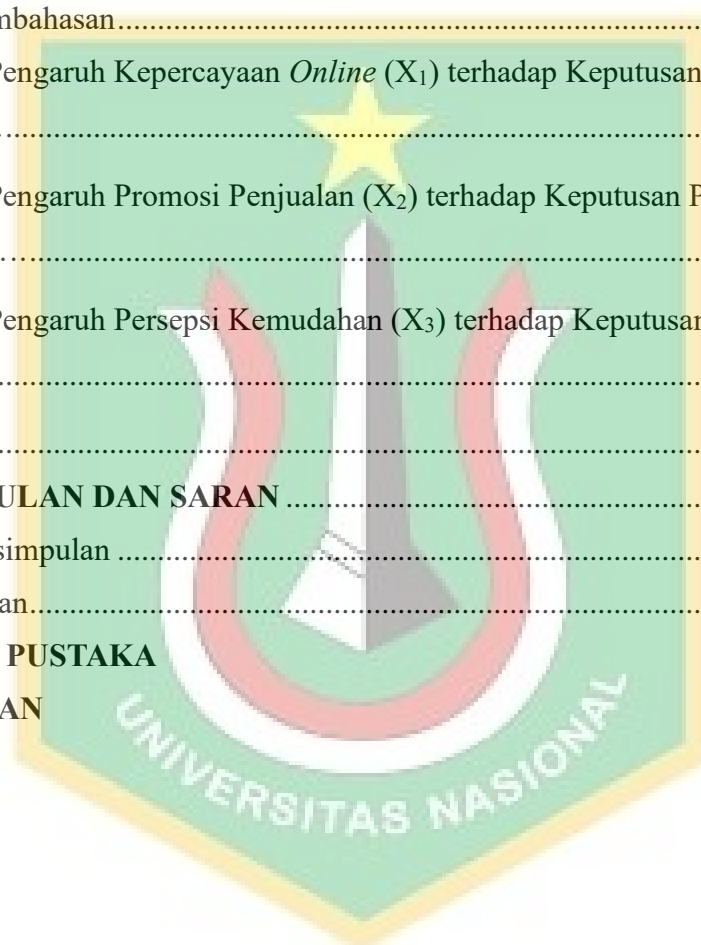 mbahasan....................................................................
Pengaruh Kepercayaan Online (X₁) terhadap Keputusan
....................................................................
Pengaruh Promosi Penjualan (X₂) terhadap Keputusan P
....................................................................
Pengaruh Persepsi Kemudahan (X₃) terhadap Keputusan
....................................................................
....................................................................
ULAN DAN SARAN....................................................
simpulan ....................................................................
an....................................................................
PUSTAKA
AN
UNIVERSITAS NASIONAL